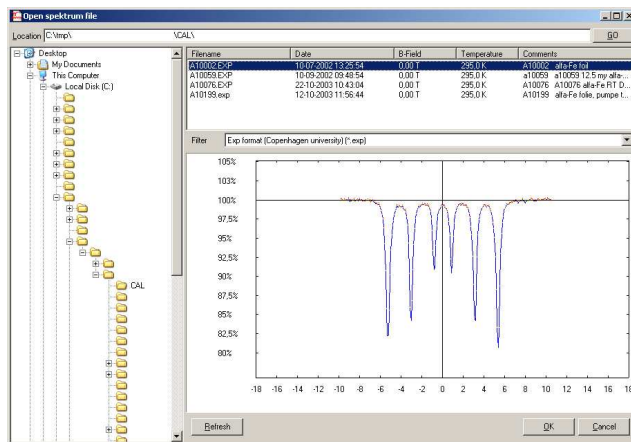 Open spektrum file
Location C:\tmp\ \CAL\ GO
Desktop
My Documents
This Computer
Local Disk (C:)
CAL
Filename Date B-Field Temperature Comments
A10002.EXP 10-07-2002 13:25:54 0,00 T 295,0 K A10002 alfa-Fe foil
A10059.EXP 10-09-2002 09:48:54 0,00 T 295,0 K a10059 a10059 12.5 my alfa-...
A10076.EXP 22-10-2003 10:43:04 0,00 T 295,0 K A10076 A10076 alfa-Fe RT D...
A10199.exp 12-10-2003 11:56:44 0,00 T 295,0 K A10199 alfa-Fe folie, pumpe t...
Filter Exp format (Copenhagen university) (*.exp)
105%
103%
100%
97,5%
95%
92,5%
90%
87,5%
85%
82,5%
80%
-18 -16 -14 -12 -10 -8 -6 -4 -2 0 2 4 6 8 10 12 14 16 18
Refresh OK Cancel